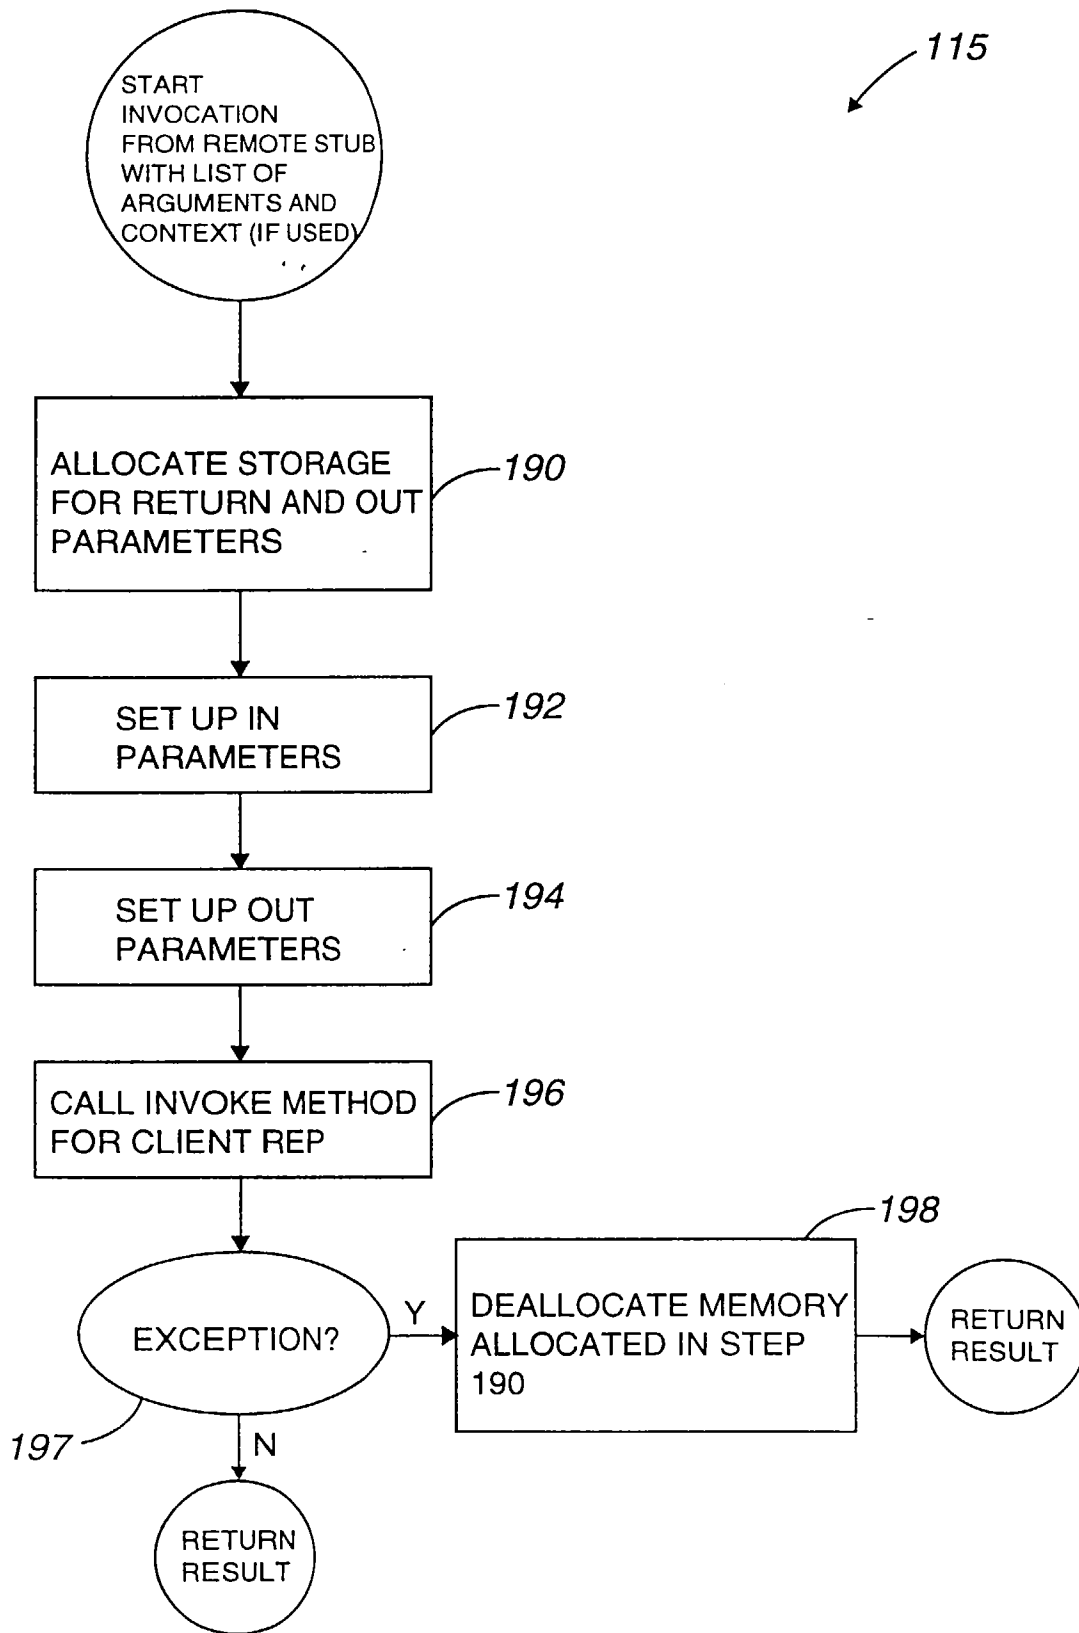 115
START
INVOCATION
FROM REMOTE STUB
WITH LIST OF
ARGUMENTS AND
CONTEXT (IF USED)
ALLOCATE STORAGE
FOR RETURN AND OUT
PARAMETERS
190
SET UP IN
PARAMETERS
192
SET UP OUT
PARAMETERS
194
CALL INVOKE METHOD
FOR CLIENT REP
196
EXCEPTION?
197
Y
N
DEALLOCATE MEMORY
ALLOCATED IN STEP
190
198
RETURN
RESULT
RETURN
RESULT